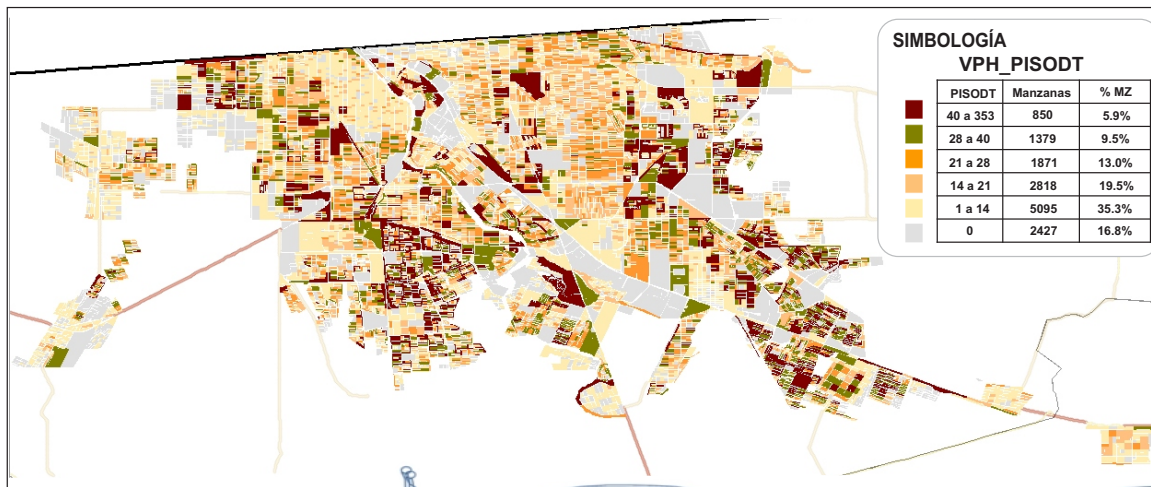 SIMBOLOGÍA
VPH_PISODT
PISODT Manzanas % MZ
40 a 353 850 5.9%
28 a 40 1379 9.5%
21 a 28 1871 13.0%
14 a 21 2818 19.5%
1 a 14 5095 35.3%
0 2427 16.8%